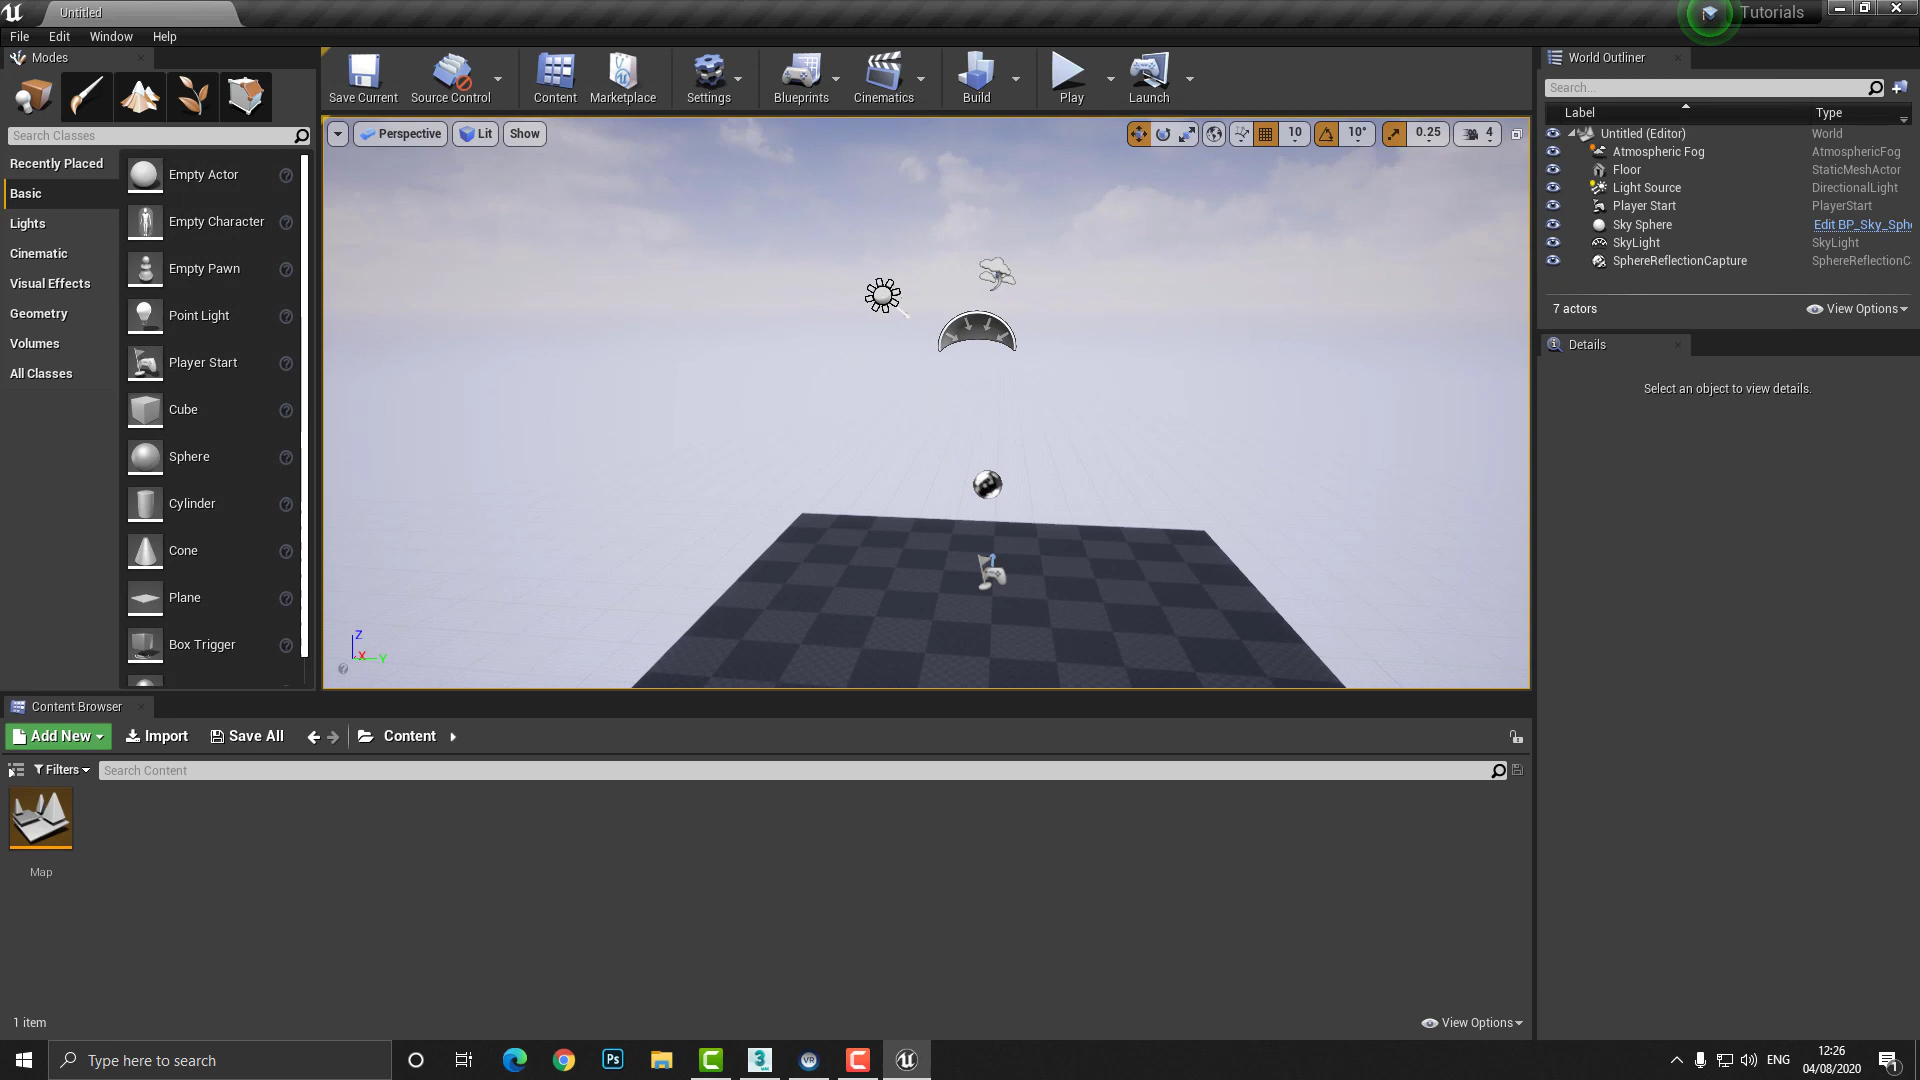 Untitled
Tutorials
File Edit Window Help
Modes
Search Classes
Recently Placed
Basic
Lights
Cinematic
Visual Effects
Geometry
Volumes
All Classes
Empty Actor
Empty Character
Empty Pawn
Point Light
Player Start
Cube
Sphere
Cylinder
Cone
Plane
Box Trigger
Save Current Source Control Content Marketplace Settings Blueprints Cinematics Build Play Launch
Perspective Lit Show
10 10° 0.25 4
Z
X Y
World Outliner
Search...
Label Type
Untitled (Editor) World
Atmospheric Fog AtmosphericFog
Floor StaticMeshActor
Light Source DirectionalLight
Player Start PlayerStart
Sky Sphere Edit BP_Sky_Sph
SkyLight SkyLight
SphereReflectionCapture SphereReflectionC
7 actors View Options
Details
Select an object to view details.
Content Browser
Add New Import Save All Content
Filters Search Content
Map
1 item View Options
Type here to search
Ps
3
VR
ENG
12:26
04/08/2020
1